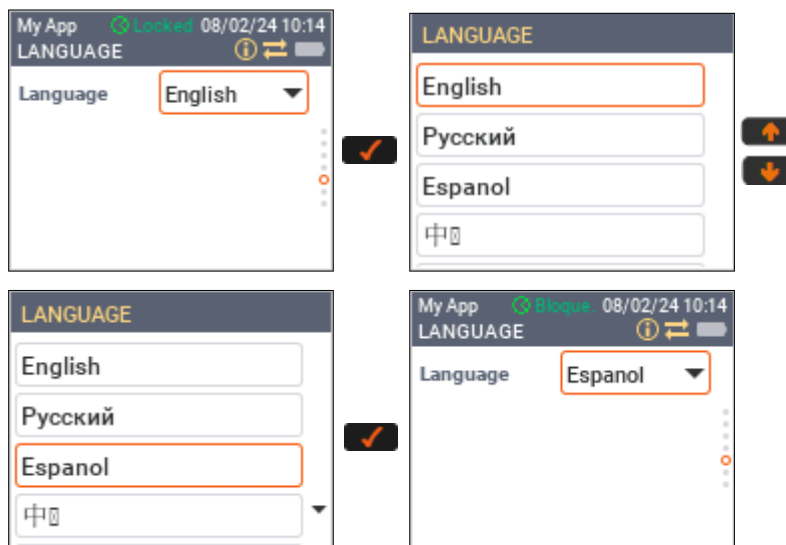 My App Locked 08/02/24 10:14
LANGUAGE
Language English
LANGUAGE
English
Русский
Espanol
中
LANGUAGE
English
Русский
Espanol
中
My App Bloque. 08/02/24 10:14
LANGUAGE
Language Espanol